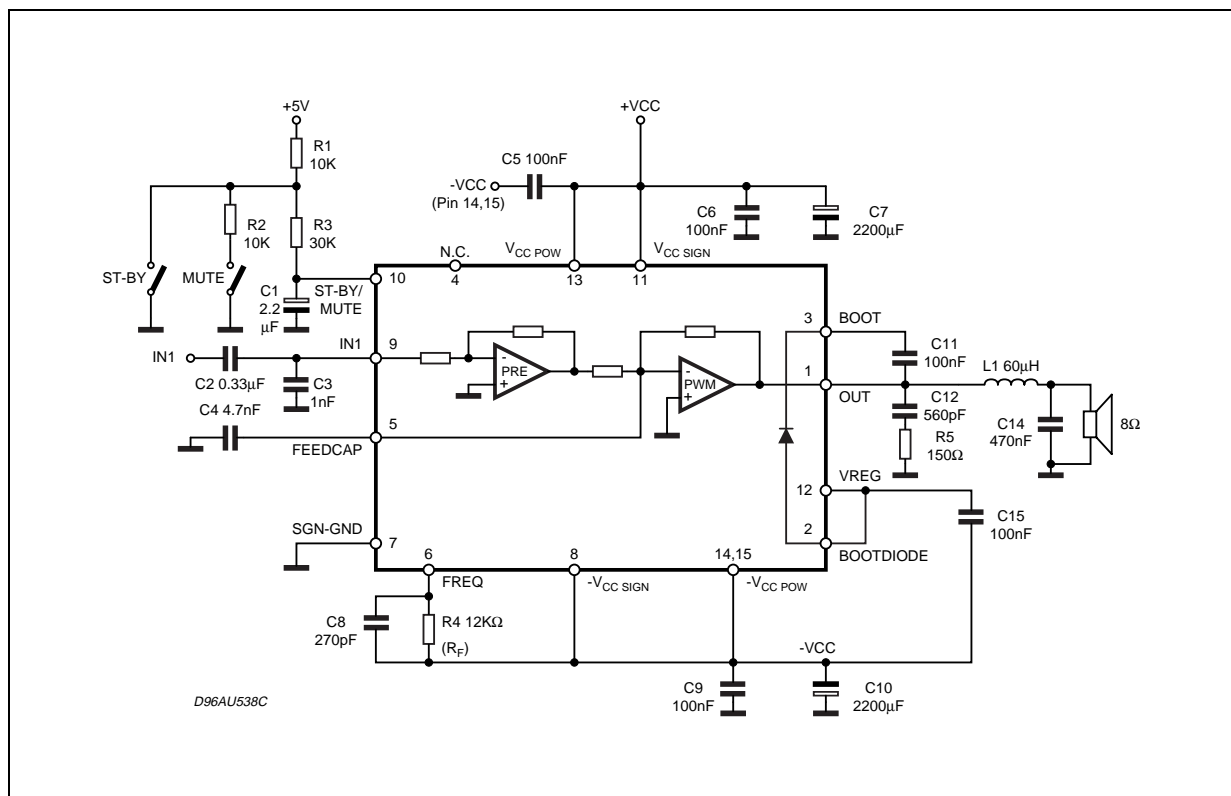 +5V
R1
10K
R2
10K
R3
30K
ST-BY
MUTE
C1
2.2
µF
+VCC
C5 100nF
-VCC
(Pin 14,15)
C6
100nF
C7
2200µF
N.C.
4
VCC POW
13
VCC SIGN
11
10
ST-BY/
MUTE
IN1
C2 0.33µF
C3
1nF
IN1
9
PRE
-
+
PWM
-
+
C4 4.7nF
5
FEEDCAP
3
BOOT
C11
100nF
1
OUT
L1 60µH
C12
560pF
R5
150Ω
C14
470nF
8Ω
12
VREG
2
BOOTDIODE
C15
100nF
SGN-GND
7
6
FREQ
8
-VCC SIGN
14,15
-VCC POW
C8
270pF
R4 12KΩ
(RF)
-VCC
C9
100nF
C10
2200µF
D96AU538C